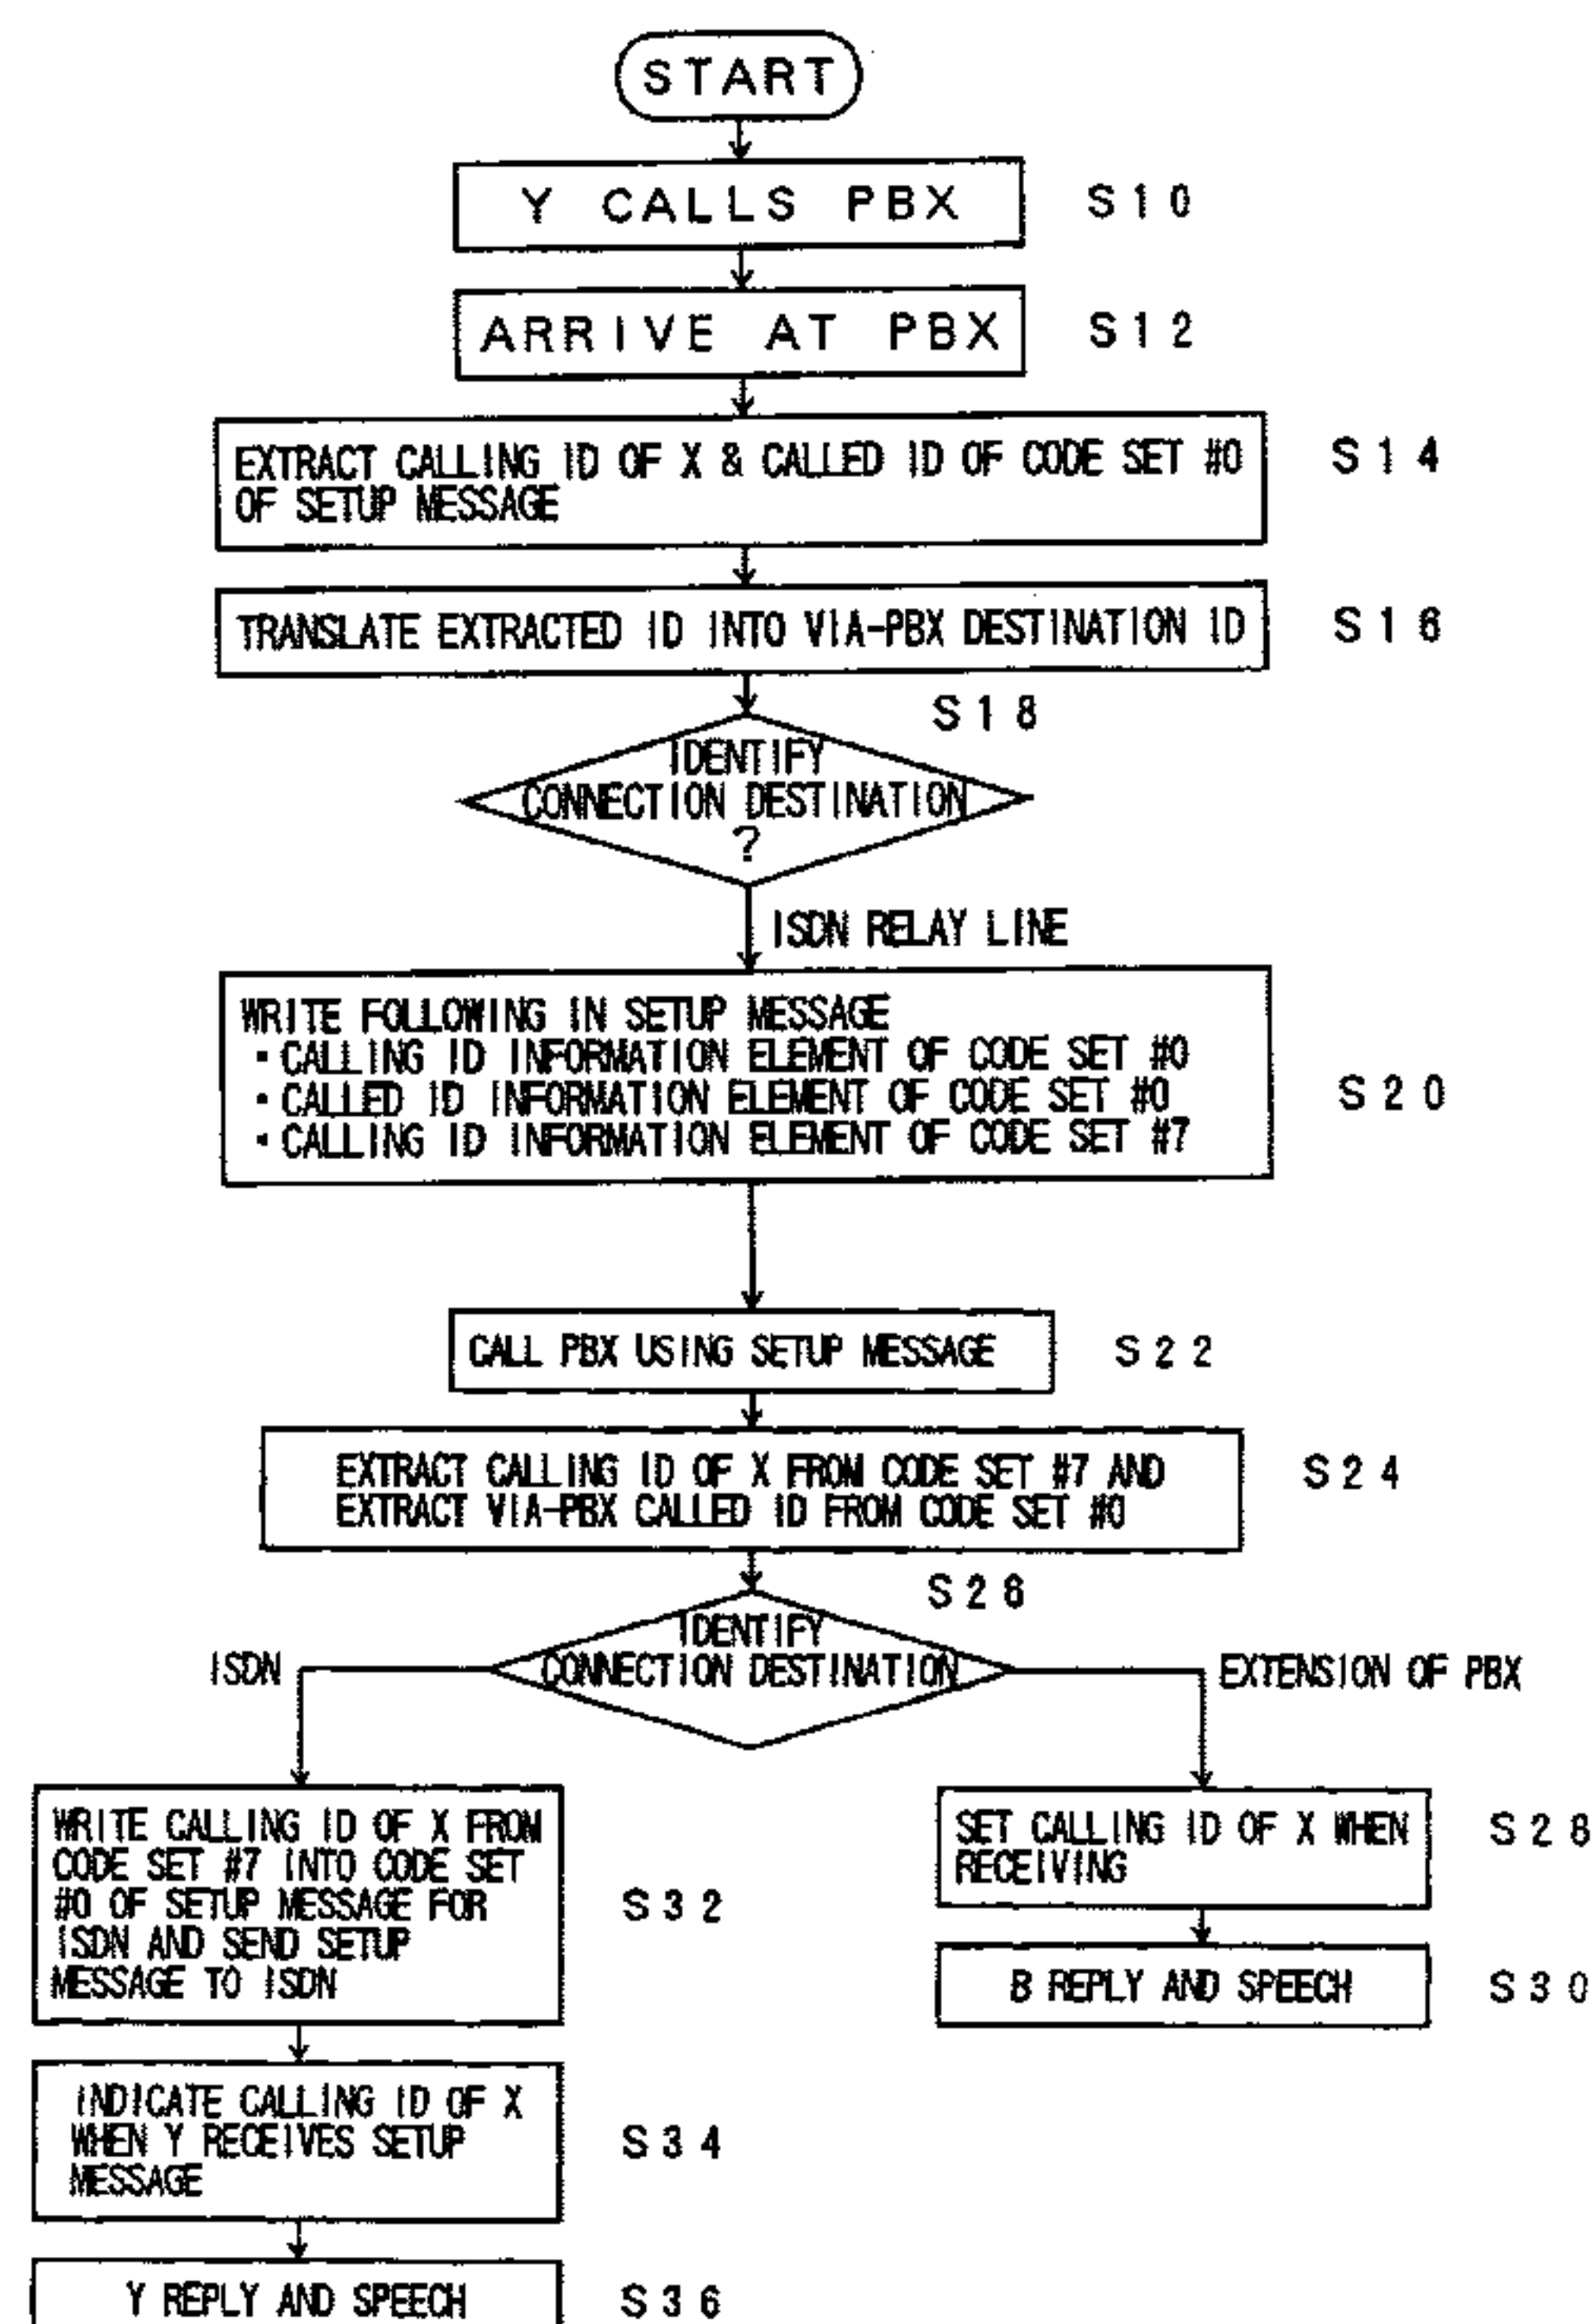 START
Y CALLS PBX S10
ARRIVE AT PBX S12
EXTRACT CALLING ID OF X & CALLED ID OF CODE SET #0 S14
OF SETUP MESSAGE
TRANSLATE EXTRACTED ID INTO VIA-PBX DESTINATION ID S16
S18
IDENTIFY
CONNECTION DESTINATION
?
ISDN RELAY LINE
WRITE FOLLOWING IN SETUP MESSAGE
・CALLING ID INFORMATION ELEMENT OF CODE SET #0
・CALLED ID INFORMATION ELEMENT OF CODE SET #0 S20
・CALLING ID INFORMATION ELEMENT OF CODE SET #7
CALL PBX USING SETUP MESSAGE S22
EXTRACT CALLING ID OF X FROM CODE SET #7 AND S24
EXTRACT VIA-PBX CALLED ID FROM CODE SET #0
S26
IDENTIFY
CONNECTION DESTINATION
ISDN
EXTENSION OF PBX
WRITE CALLING ID OF X FROM
CODE SET #7 INTO CODE SET
#0 OF SETUP MESSAGE FOR S32
ISDN AND SEND SETUP
MESSAGE TO ISDN
SET CALLING ID OF X WHEN S28
RECEIVING
B REPLY AND SPEECH S30
INDICATE CALLING ID OF X
WHEN Y RECEIVES SETUP S34
MESSAGE
Y REPLY AND SPEECH S36